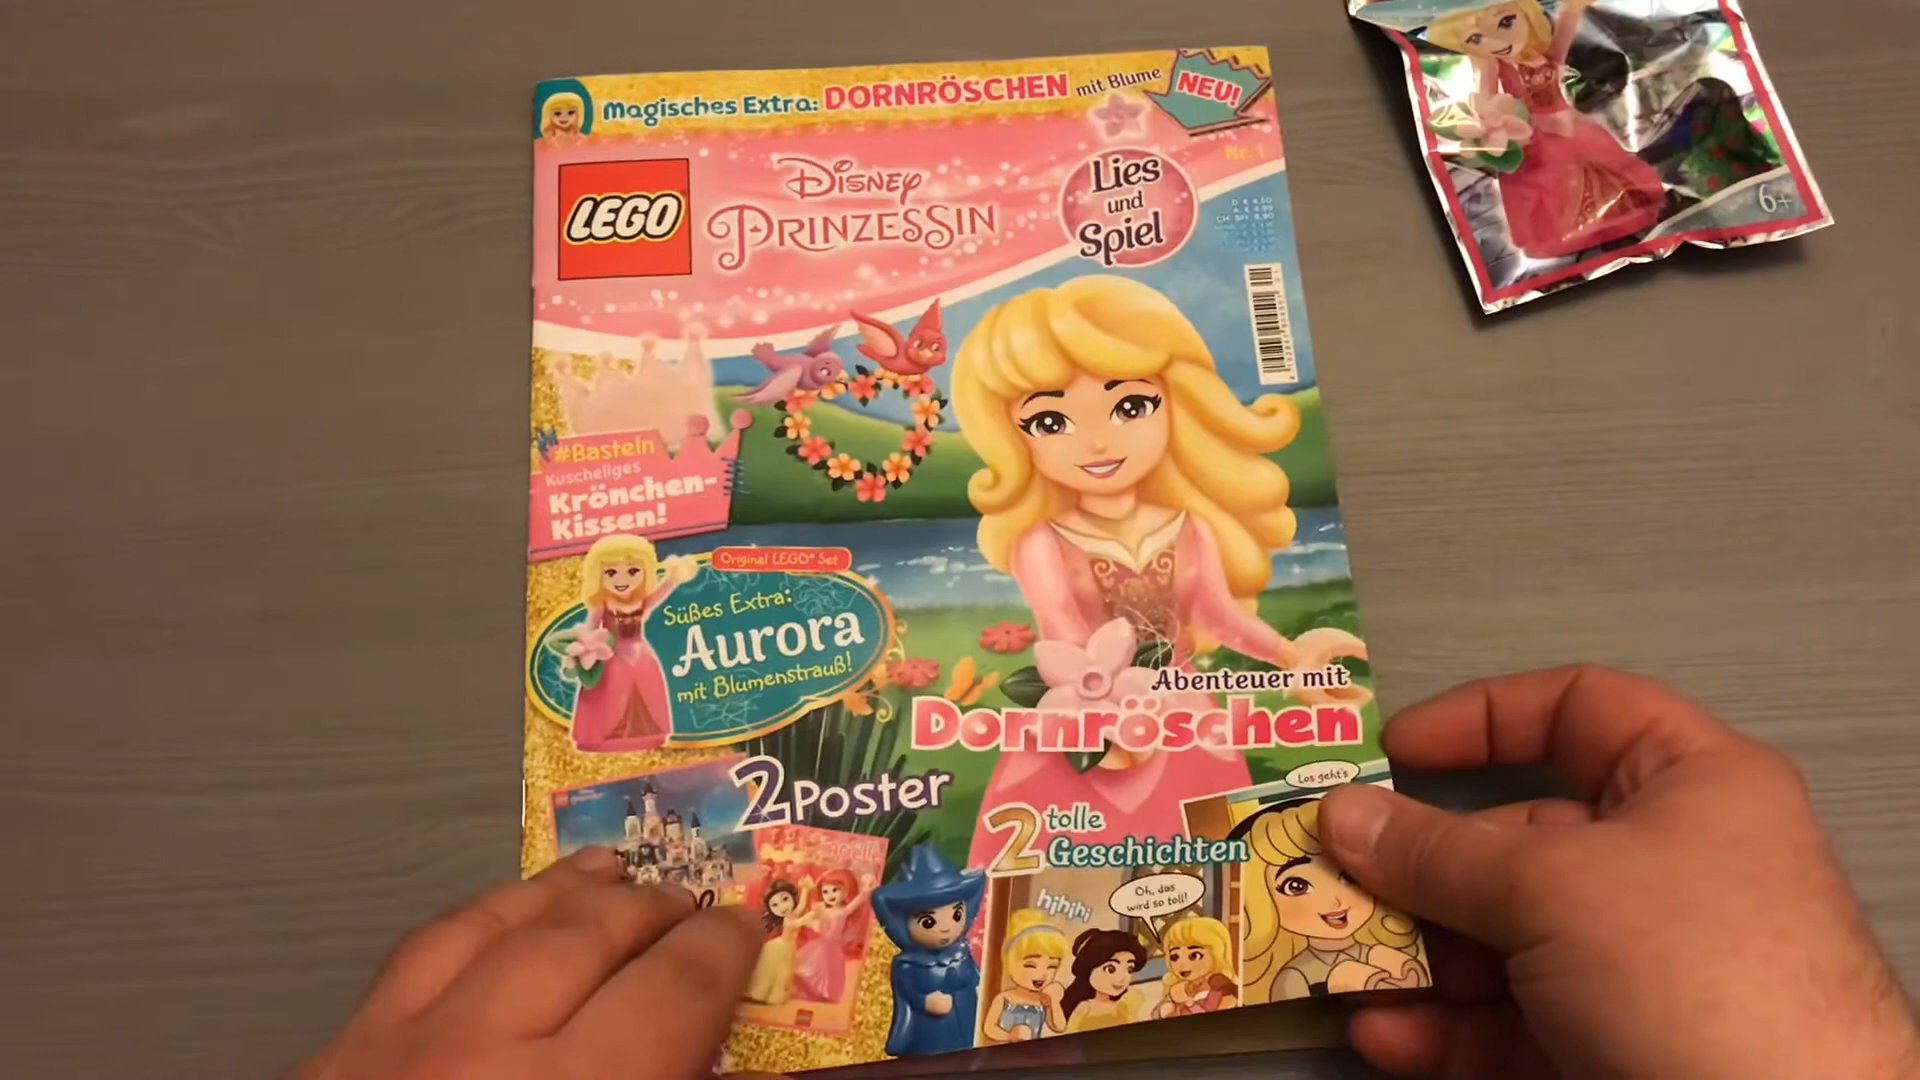 Magisches Extra: DORNRÖSCHEN mit Blume
NEU!
LEGO
Disney
PRINZESSIN
Lies
und
Spiel
Nr. 1
6+
#Basteln
Kuscheliges
Krönchen-
Kissen!
Original LEGO® Set
Süßes Extra:
Aurora
mit Blumenstrauß!
Abenteuer mit
Dornröschen
2 Poster
Los geht's
2 tolle
Geschichten
hihihi
Oh, das
wird so toll!